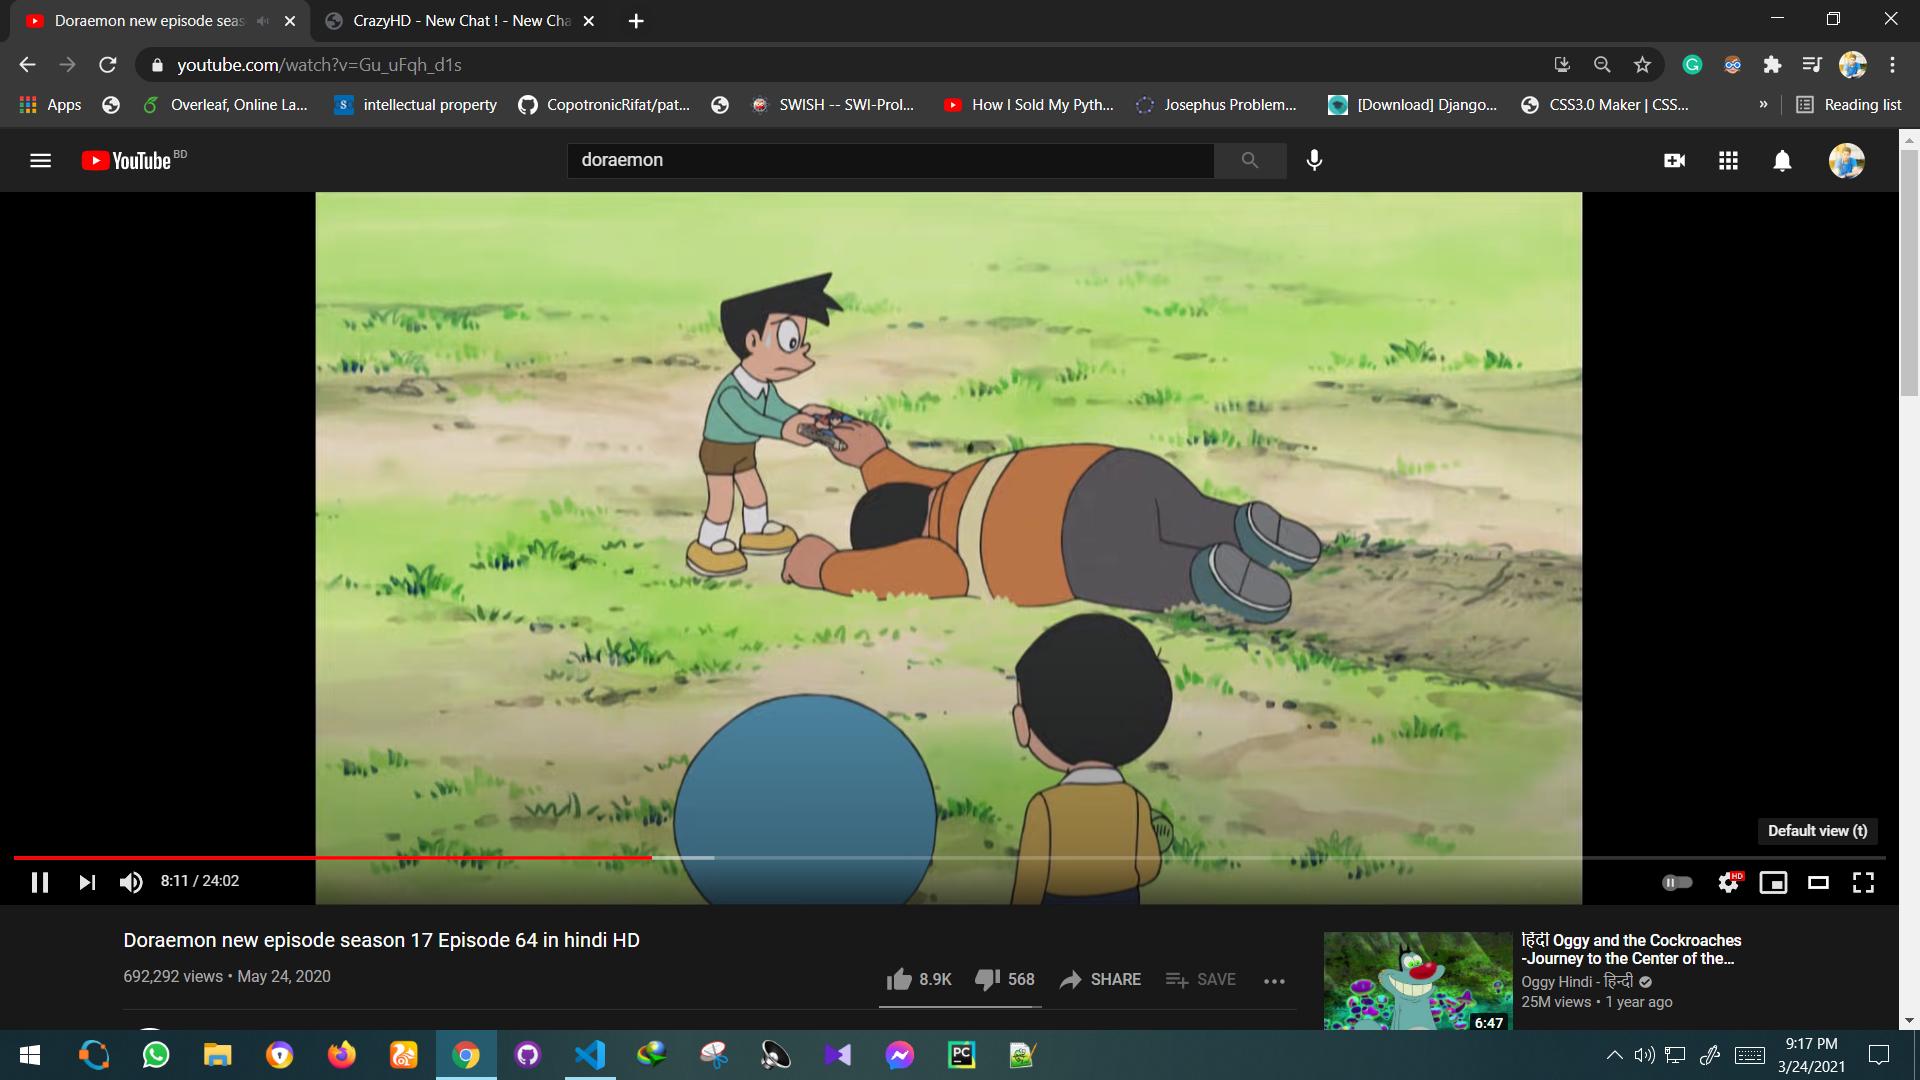 Doraemon new episode seas
CrazyHD - New Chat ! - New Cha
youtube.com/watch?v=Gu_uFqh_d1s
Apps
Overleaf, Online La...
intellectual property
CopotronicRifat/pat...
SWISH -- SWI-Prol...
How I Sold My Pyth...
Josephus Problem...
[Download] Django...
CSS3.0 Maker | CSS...
»
Reading list
YouTube BD
doraemon
Default view (t)
8:11 / 24:02
HD
Doraemon new episode season 17 Episode 64 in hindi HD
692,292 views • May 24, 2020
8.9K
568
SHARE
SAVE
हिंदी Oggy and the Cockroaches
-Journey to the Center of the...
Oggy Hindi - हिन्दी
25M views • 1 year ago
6:47
PC
9:17 PM
3/24/2021